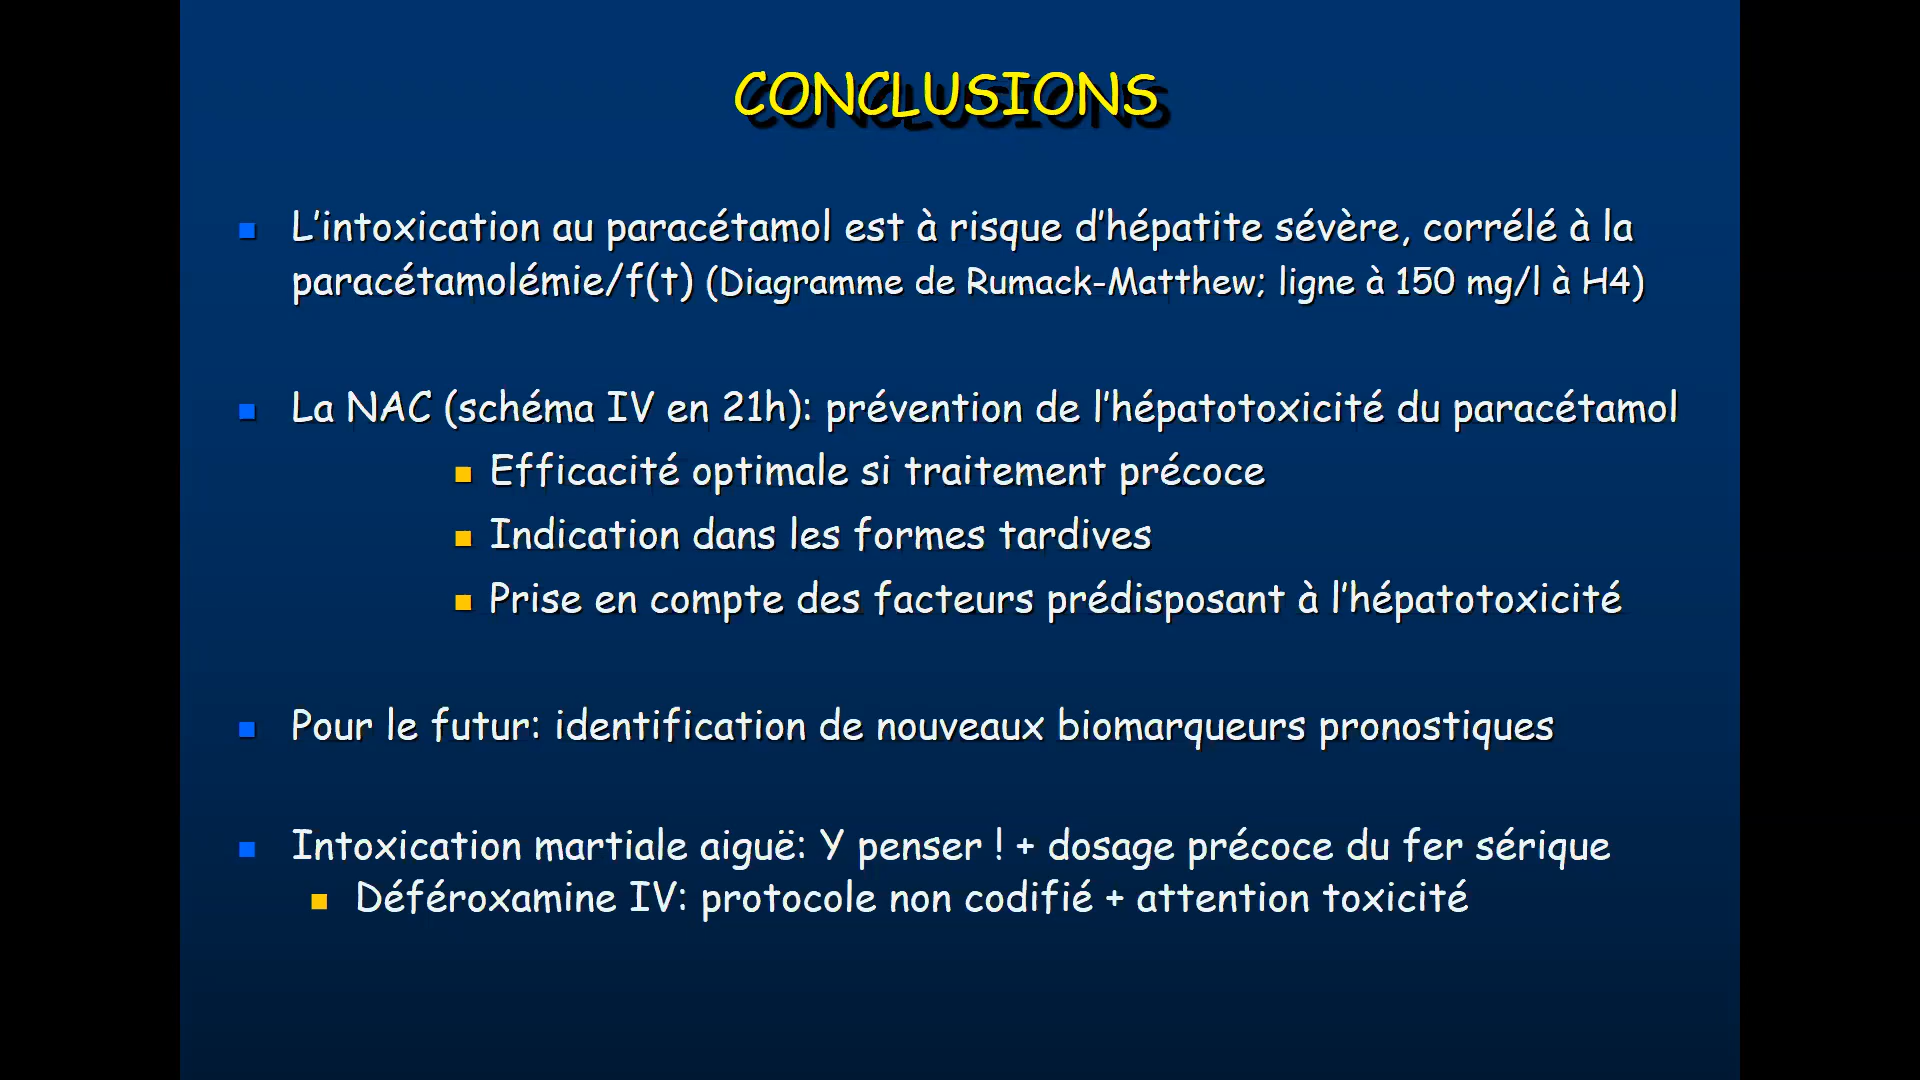 CONCLUSIONS
L'intoxication au paracétamol est à risque d'hépatite sévère, corrélé à la
paracétamolémie/f(t) (Diagramme de Rumack-Matthew; ligne à 150 mg/l à H4)
La NAC (schéma IV en 21h): prévention de l'hépatotoxicité du paracétamol
Efficacité optimale si traitement précoce
Indication dans les formes tardives
Prise en compte des facteurs prédisposant à l'hépatotoxicité
Pour le futur: identification de nouveaux biomarqueurs pronostiques
Intoxication martiale aiguë: Y penser ! + dosage précoce du fer sérique
Déféroxamine IV: protocole non codifié + attention toxicité